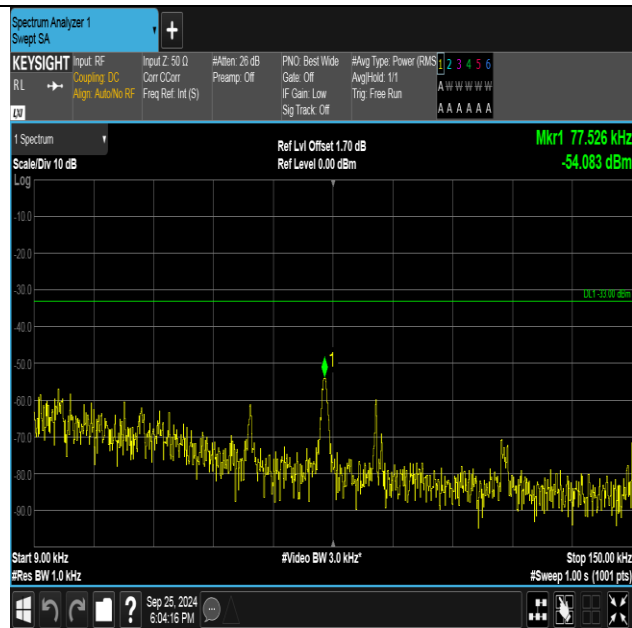 Spectrum Analyzer 1
Swept SA
+
KEYSIGHT
RL
LXI
Input: RF
Coupling: DC
Align: Auto/No RF
Input Z: 50 Ω
Corr CCorr
Freq Ref: Int (S)
#Atten: 26 dB
Preamp: Off
PNO: Best Wide
Gate: Off
IF Gain: Low
Sig Track: Off
#Avg Type: Power (RMS
Avg|Hold: 1/1
Trig: Free Run
1 2 3 4 5 6
A W W W W W
A A A A A A
1 Spectrum
Scale/Div 10 dB
Ref Lvl Offset 1.70 dB
Ref Level 0.00 dBm
Mkr1 77.526 kHz
-54.083 dBm
Log
-10.0
-20.0
-30.0
DL1 -33.00 dBm
-40.0
-50.0
1
-60.0
-70.0
-80.0
-90.0
Start 9.00 kHz
#Video BW 3.0 kHz*
Stop 150.00 kHz
#Res BW 1.0 kHz
#Sweep 1.00 s (1001 pts)
?
Sep 25, 2024
6:04:16 PM